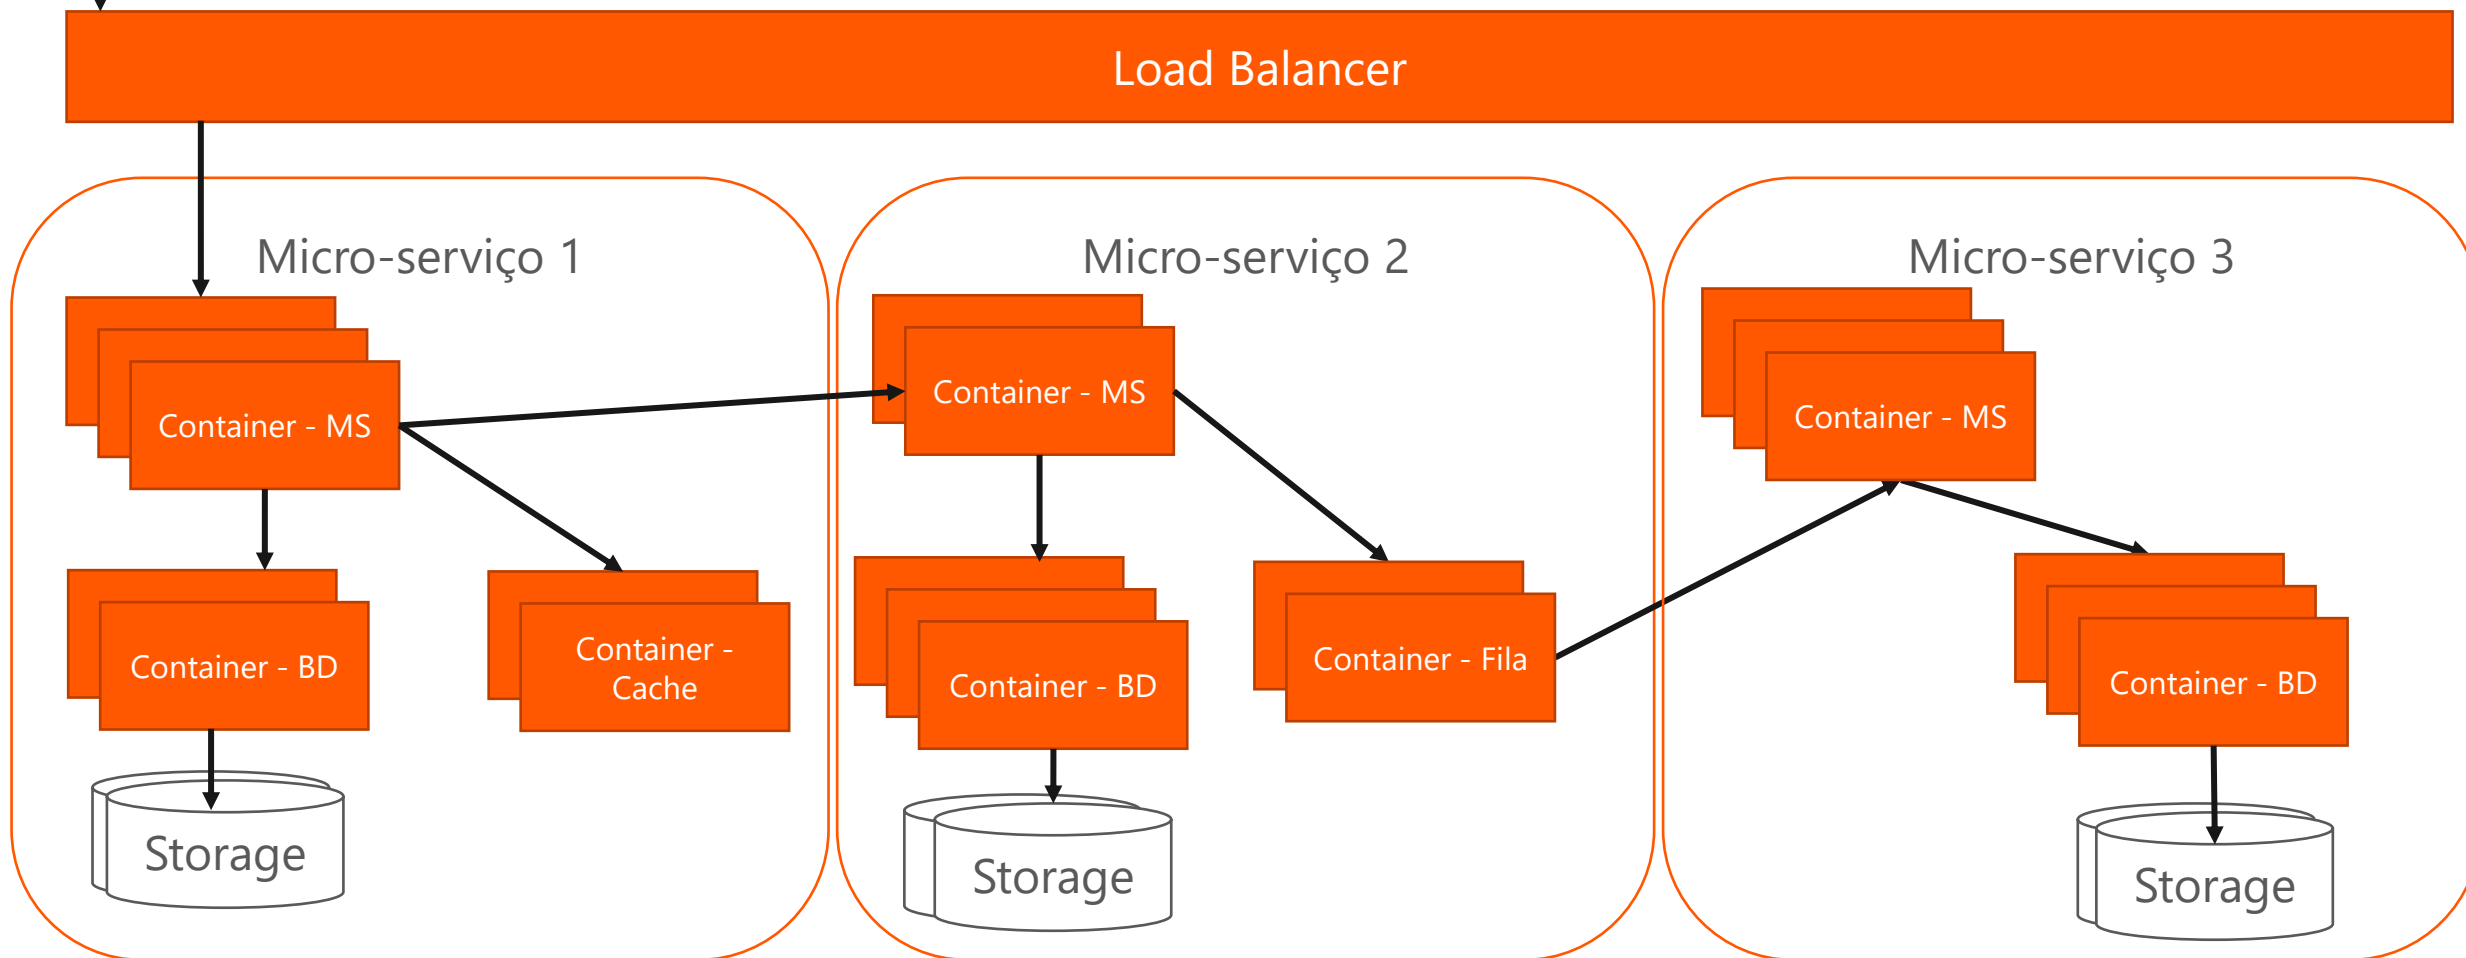 Load Balancer
Micro-serviço 1
Container - MS
Container - BD
Container -
Cache
Storage
Micro-serviço 2
Container - MS
Container - BD
Container - Fila
Storage
Micro-serviço 3
Container - MS
Container - BD
Storage